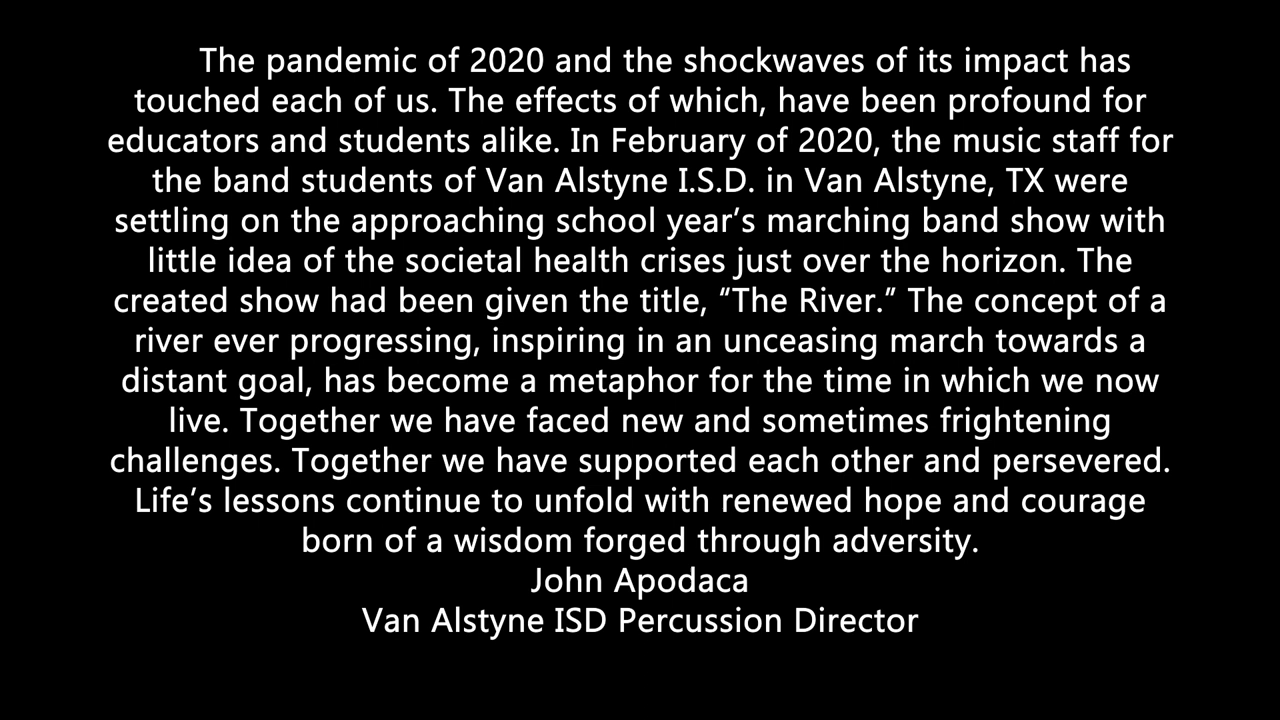 The pandemic of 2020 and the shockwaves of its impact has
touched each of us. The effects of which, have been profound for
educators and students alike. In February of 2020, the music staff for
the band students of Van Alstyne I.S.D. in Van Alstyne, TX were
settling on the approaching school year’s marching band show with
little idea of the societal health crises just over the horizon. The
created show had been given the title, “The River.” The concept of a
river ever progressing, inspiring in an unceasing march towards a
distant goal, has become a metaphor for the time in which we now
live. Together we have faced new and sometimes frightening
challenges. Together we have supported each other and persevered.
Life’s lessons continue to unfold with renewed hope and courage
born of a wisdom forged through adversity.
John Apodaca
Van Alstyne ISD Percussion Director